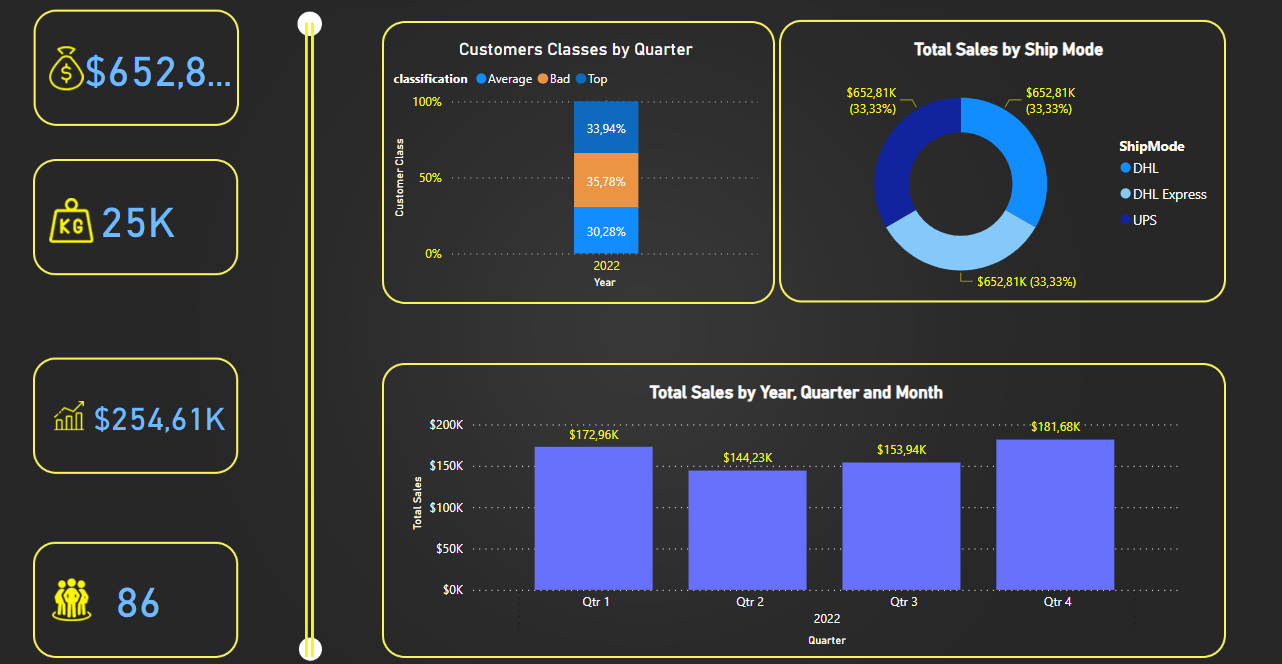 $652,8...
KG
25K
$254,61K
86
Customers Classes by Quarter
classification Average Bad Top
100%
50%
0%
Customer Class
33,94%
35,78%
30,28%
2022
Year
Total Sales by Ship Mode
$652,81K
(33,33%)
$652,81K
(33,33%)
$652,81K (33,33%)
ShipMode
DHL
DHL Express
UPS
Total Sales by Year, Quarter and Month
Total Sales
$200K
$150K
$100K
$50K
$0K
$172,96K
$144,23K
$153,94K
$181,68K
Qtr 1 Qtr 2 Qtr 3 Qtr 4
2022
Quarter